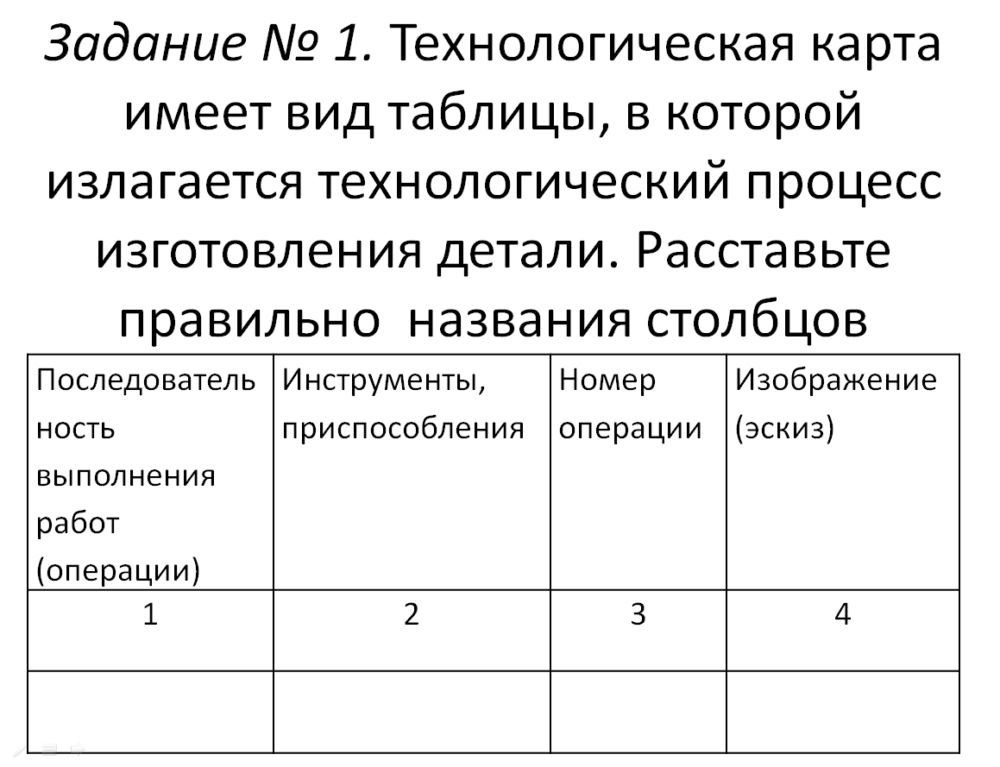 Задание № 1. Технологическая карта
имеет вид таблицы, в которой
излагается технологический процесс
изготовления детали. Расставьте
правильно названия столбцов
Последователь
ность
выполнения
работ
(операции)
Инструменты,
приспособления
Номер
операции
Изображение
(эскиз)
1
2
3
4